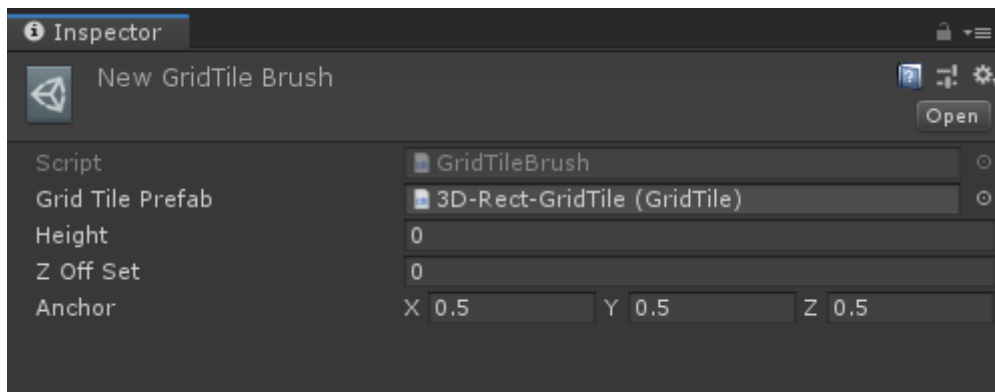 Inspector
New GridTile Brush
Open
Script GridTileBrush
Grid Tile Prefab 3D-Rect-GridTile (GridTile)
Height 0
Z Off Set 0
Anchor X 0.5 Y 0.5 Z 0.5